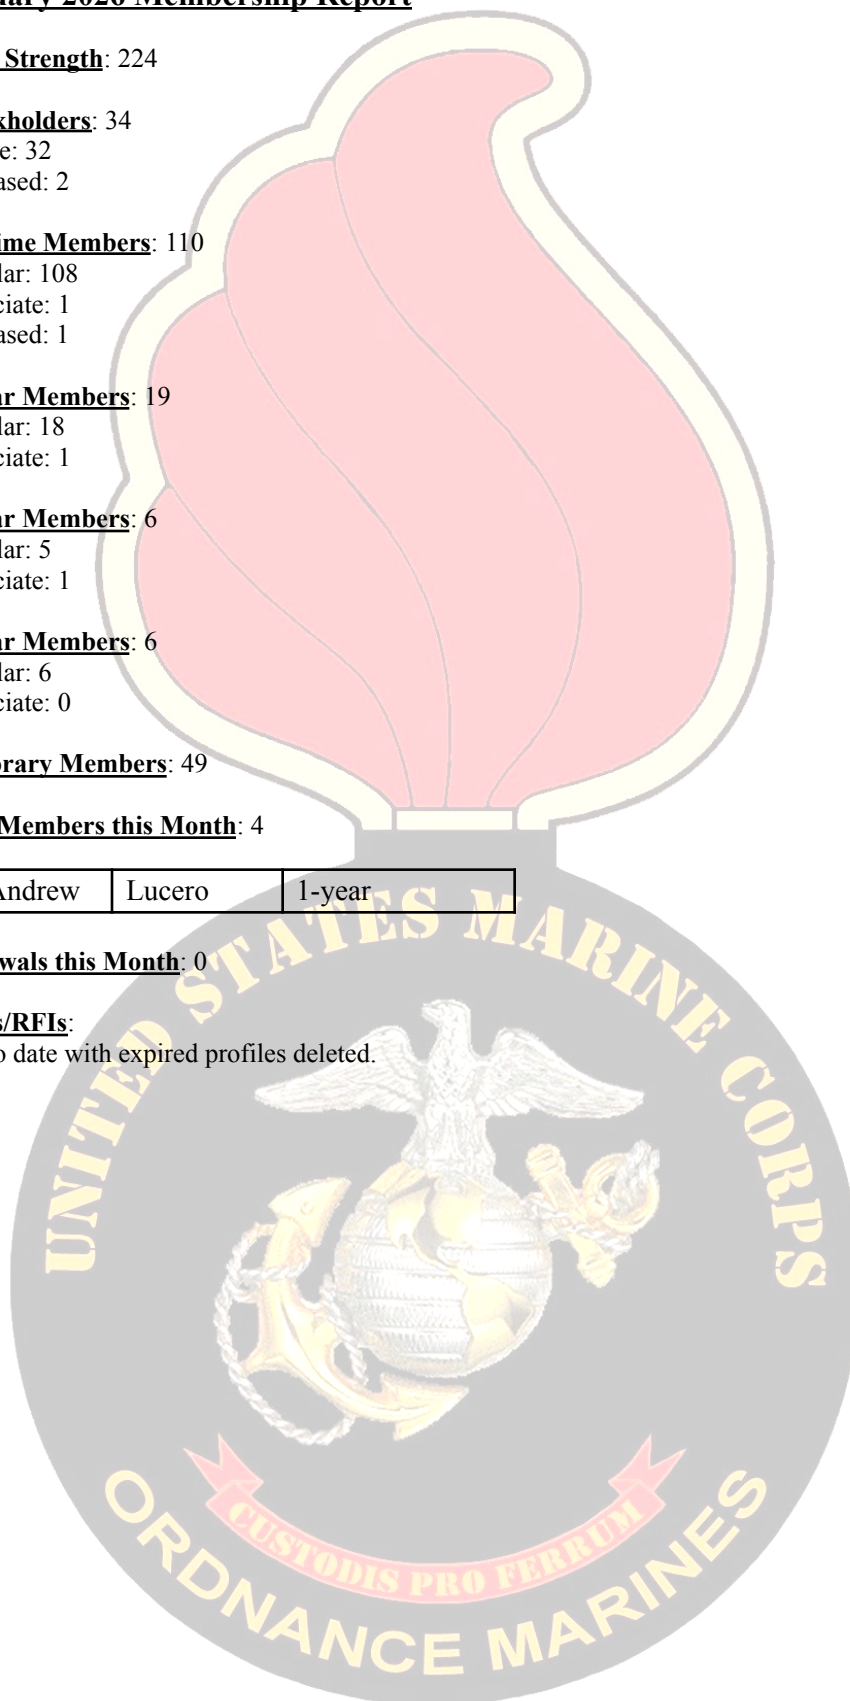 uary 2026 Membership Report
Strength: 224
kholders: 34
e: 32
ased: 2
ime Members: 110
lar: 108
ciate: 1
ased: 1
ar Members: 19
lar: 18
ciate: 1
ar Members: 6
lar: 5
ciate: 1
ar Members: 6
lar: 6
ciate: 0
orary Members: 49
Members this Month: 4
Andrew Lucero 1-year
wals this Month: 0
s/RFIs:
o date with expired profiles deleted.
UNITED STATES MARINE CORPS
CUSTODIS PRO FERRUM
ORDNANCE MARINES